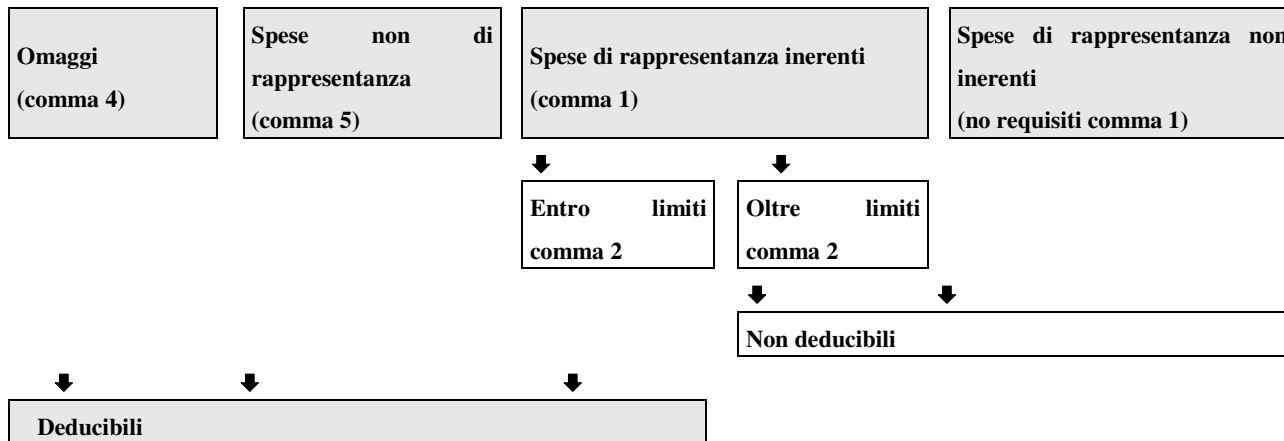 Omaggi
(comma 4)
Spese non di
rappresentanza
(comma 5)
Spese di rappresentanza inerenti
(comma 1)
Spese di rappresentanza non
inerenti
(no requisiti comma 1)
Entro limiti
comma 2
Oltre limiti
comma 2
Non deducibili
Deducibili